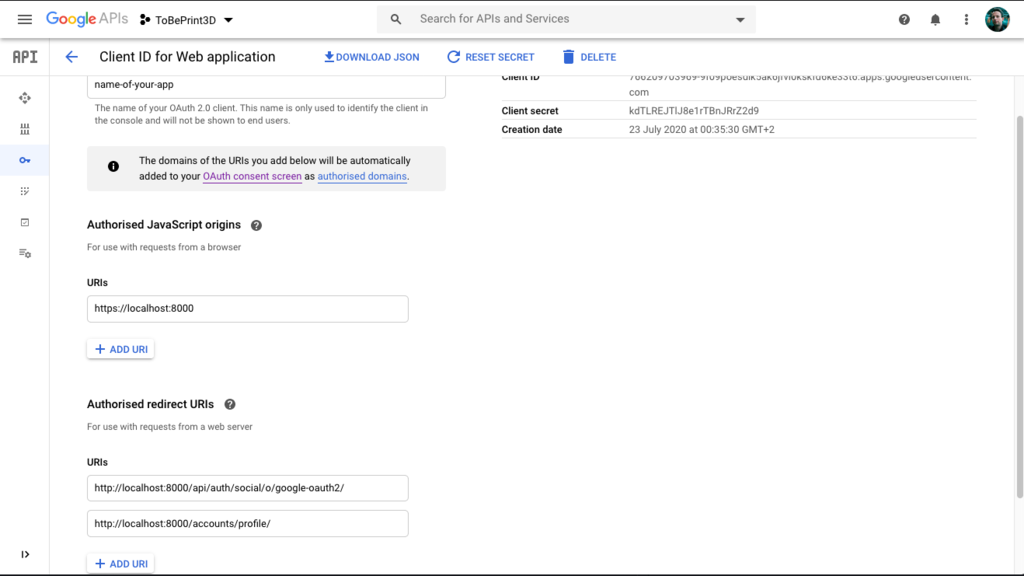 Google APIs
ToBePrint3D
Search for APIs and Services
API
Client ID for Web application
DOWNLOAD JSON
RESET SECRET
DELETE
name-of-your-app
The name of your OAuth 2.0 client. This name is only used to identify the client in
the console and will not be shown to end users.
The domains of the URIs you add below will be automatically
added to your OAuth consent screen as authorised domains.
Authorised JavaScript origins
For use with requests from a browser
URIs
https://localhost:8000
ADD URI
Authorised redirect URIs
For use with requests from a web server
URIs
http://localhost:8000/api/auth/social/o/google-oauth2/
http://localhost:8000/accounts/profile/
ADD URI
Client ID
com
Client secret
kdTLREJTlJ8e1rTBnJRrZ2d9
Creation date
23 July 2020 at 00:35:30 GMT+2